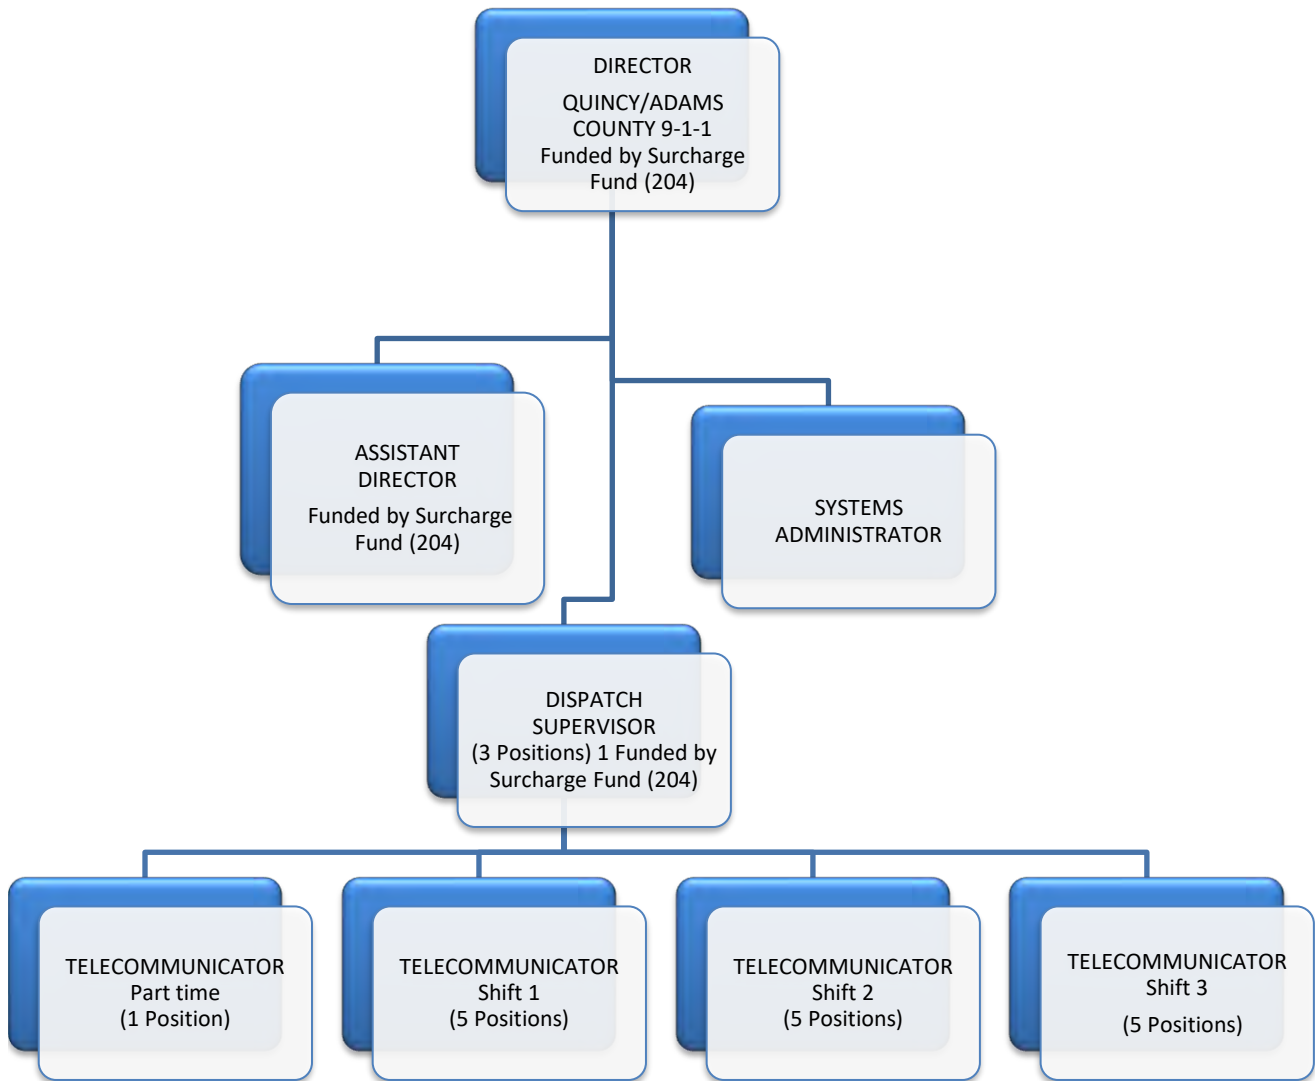 DIRECTOR
QUINCY/ADAMS
COUNTY 9-1-1
Funded by Surcharge
Fund (204)
ASSISTANT
DIRECTOR
Funded by Surcharge
Fund (204)
SYSTEMS
ADMINISTRATOR
DISPATCH
SUPERVISOR
(3 Positions) 1 Funded by
Surcharge Fund (204)
TELECOMMUNICATOR
Part time
(1 Position)
TELECOMMUNICATOR
Shift 1
(5 Positions)
TELECOMMUNICATOR
Shift 2
(5 Positions)
TELECOMMUNICATOR
Shift 3
(5 Positions)